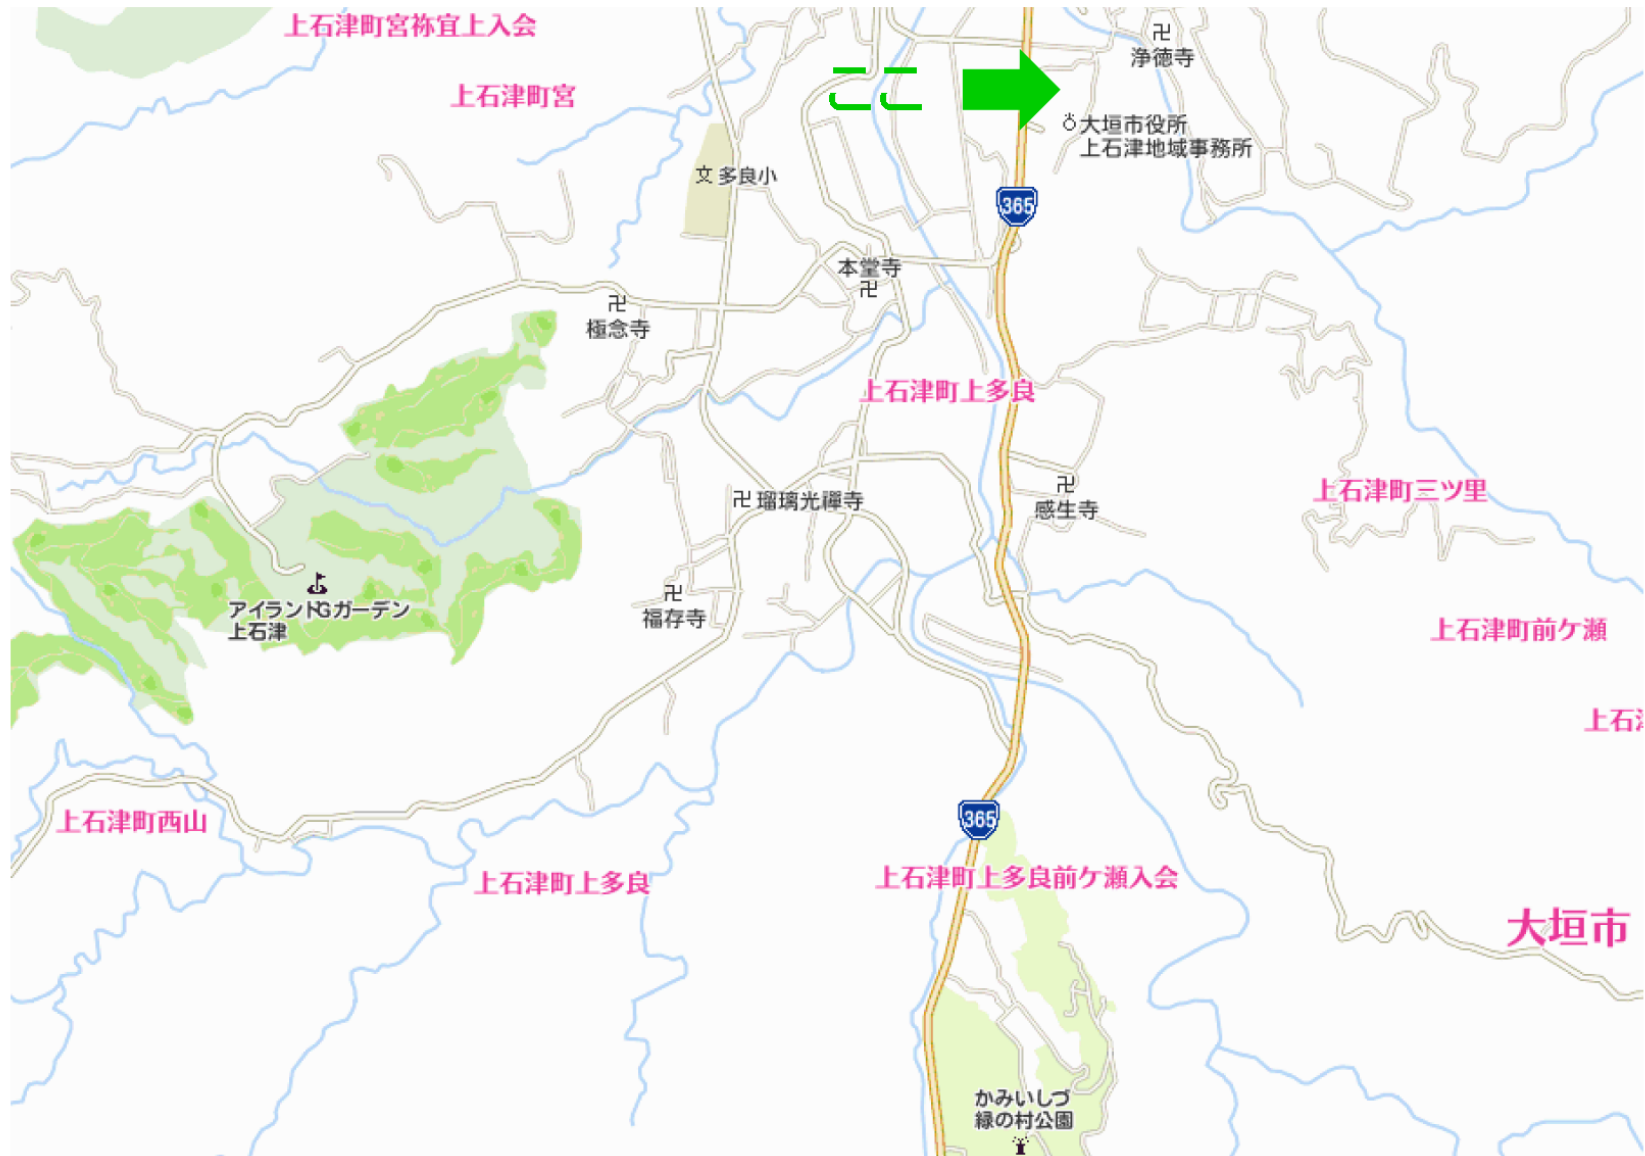 上石津町宮祢宜上入会
浄徳寺
ここ
上石津町宮
大垣市役所
上石津地域事務所
文 多良小
365
本堂寺
極念寺
上石津町上多良
上石津町三ツ里
瑠璃光禅寺
感生寺
アイランドGガーデン
上石津
福存寺
上石津町前ケ瀬
上石津
上石津町西山
365
上石津町上多良
上石津町上多良前ケ瀬入会
大垣市
かみいしづ
緑の村公園